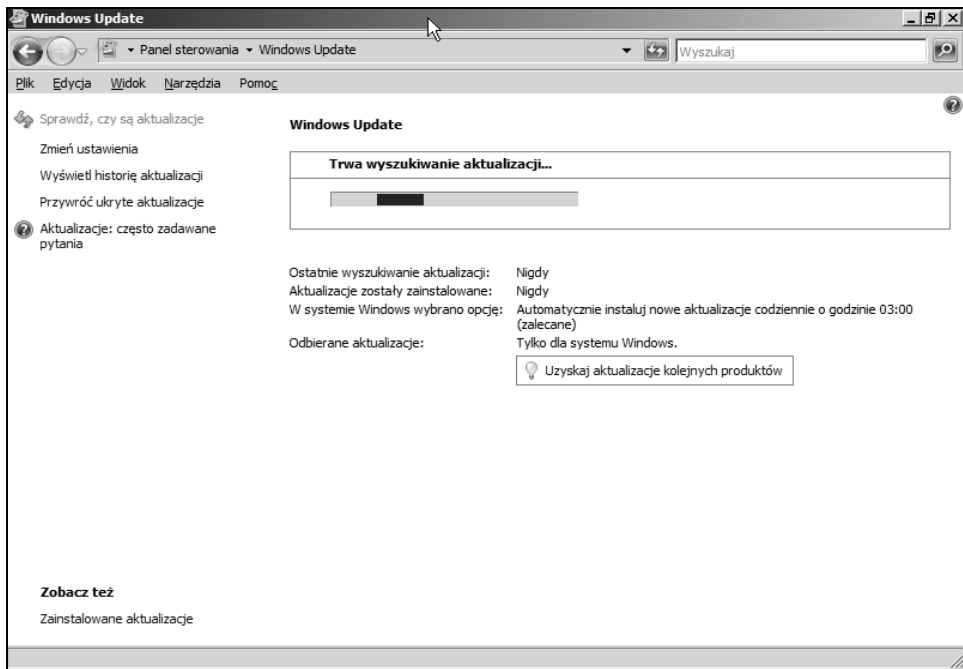 Windows Update
Panel sterowania Windows Update
Wyszukaj
Plik Edycja Widok Narzędzia Pomoc
Sprawdź, czy są aktualizacje
Zmień ustawienia
Wyświetl historię aktualizacji
Przywróć ukryte aktualizacje
Aktualizacje: często zadawane
pytania
Windows Update
Trwa wyszukiwanie aktualizacji...
Ostatnie wyszukiwanie aktualizacji: Nigdy
Aktualizacje zostały zainstalowane: Nigdy
W systemie Windows wybrano opcję: Automatycznie instaluj nowe aktualizacje codziennie o godzinie 03:00
(zalecane)
Odbierane aktualizacje: Tylko dla systemu Windows.
Uzyskaj aktualizacje kolejnych produktów
Zobacz też
Zainstalowane aktualizacje